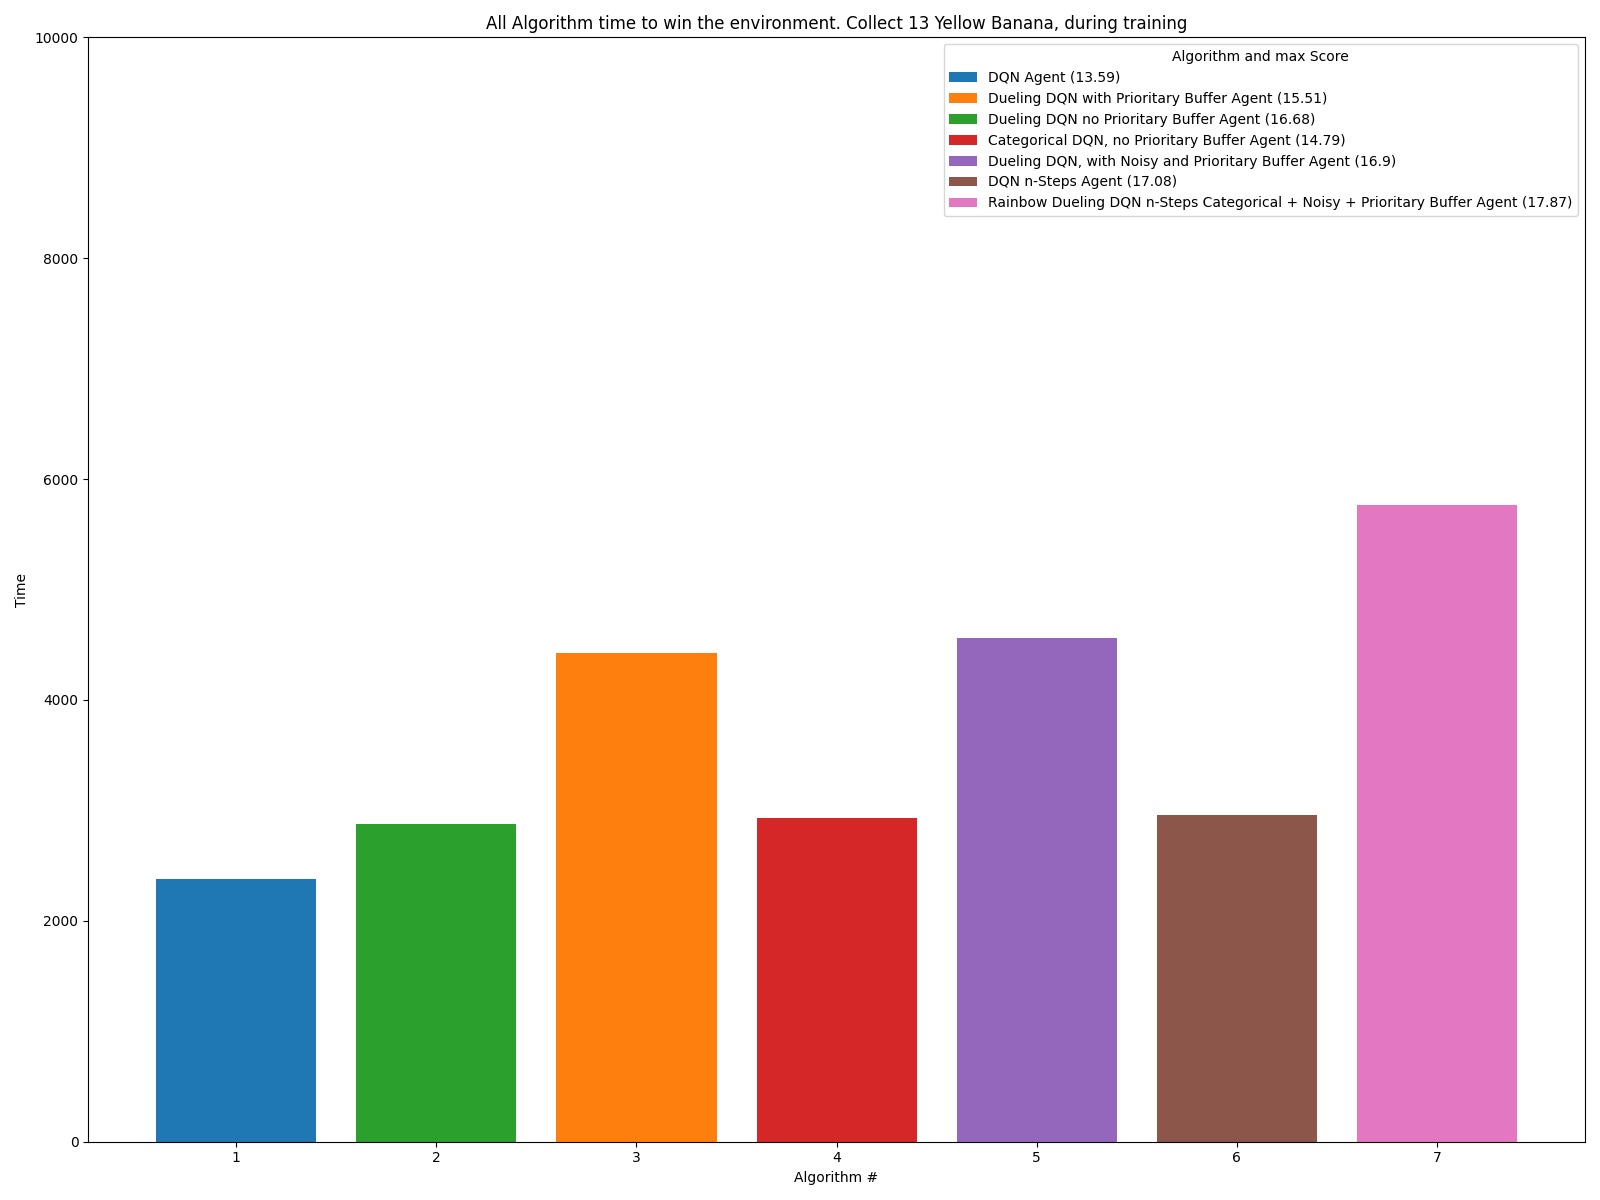 All Algorithm time to win the environment. Collect 13 Yellow Banana, during training
Algorithm and max Score
DQN Agent (13.59)
Dueling DQN with Prioritary Buffer Agent (15.51)
Dueling DQN no Prioritary Buffer Agent (16.68)
Categorical DQN, no Prioritary Buffer Agent (14.79)
Dueling DQN, with Noisy and Prioritary Buffer Agent (16.9)
DQN n-Steps Agent (17.08)
Rainbow Dueling DQN n-Steps Categorical + Noisy + Prioritary Buffer Agent (17.87)
10000
8000
6000
4000
2000
0
Time
1 2 3 4 5 6 7
Algorithm #